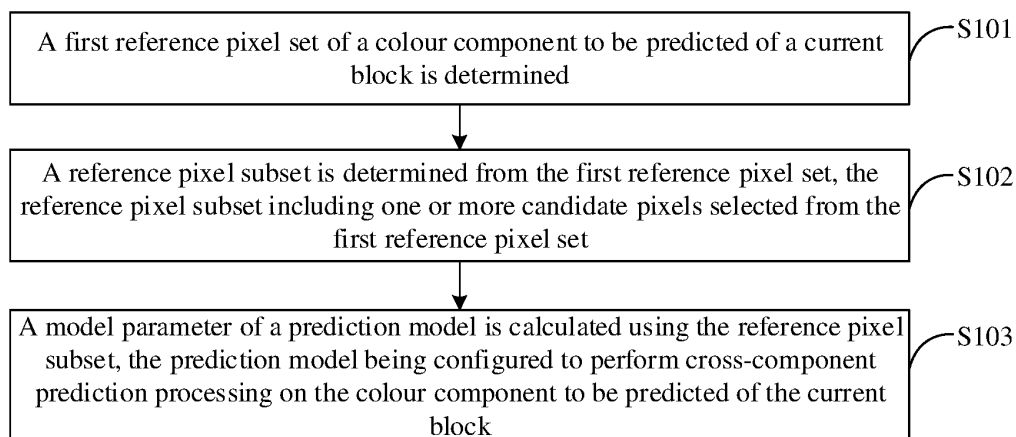 A first reference pixel set of a colour component to be predicted of a current
block is determined
S101
A reference pixel subset is determined from the first reference pixel set, the
reference pixel subset including one or more candidate pixels selected from the
first reference pixel set
S102
A model parameter of a prediction model is calculated using the reference pixel
subset, the prediction model being configured to perform cross-component
prediction processing on the colour component to be predicted of the current
block
S103